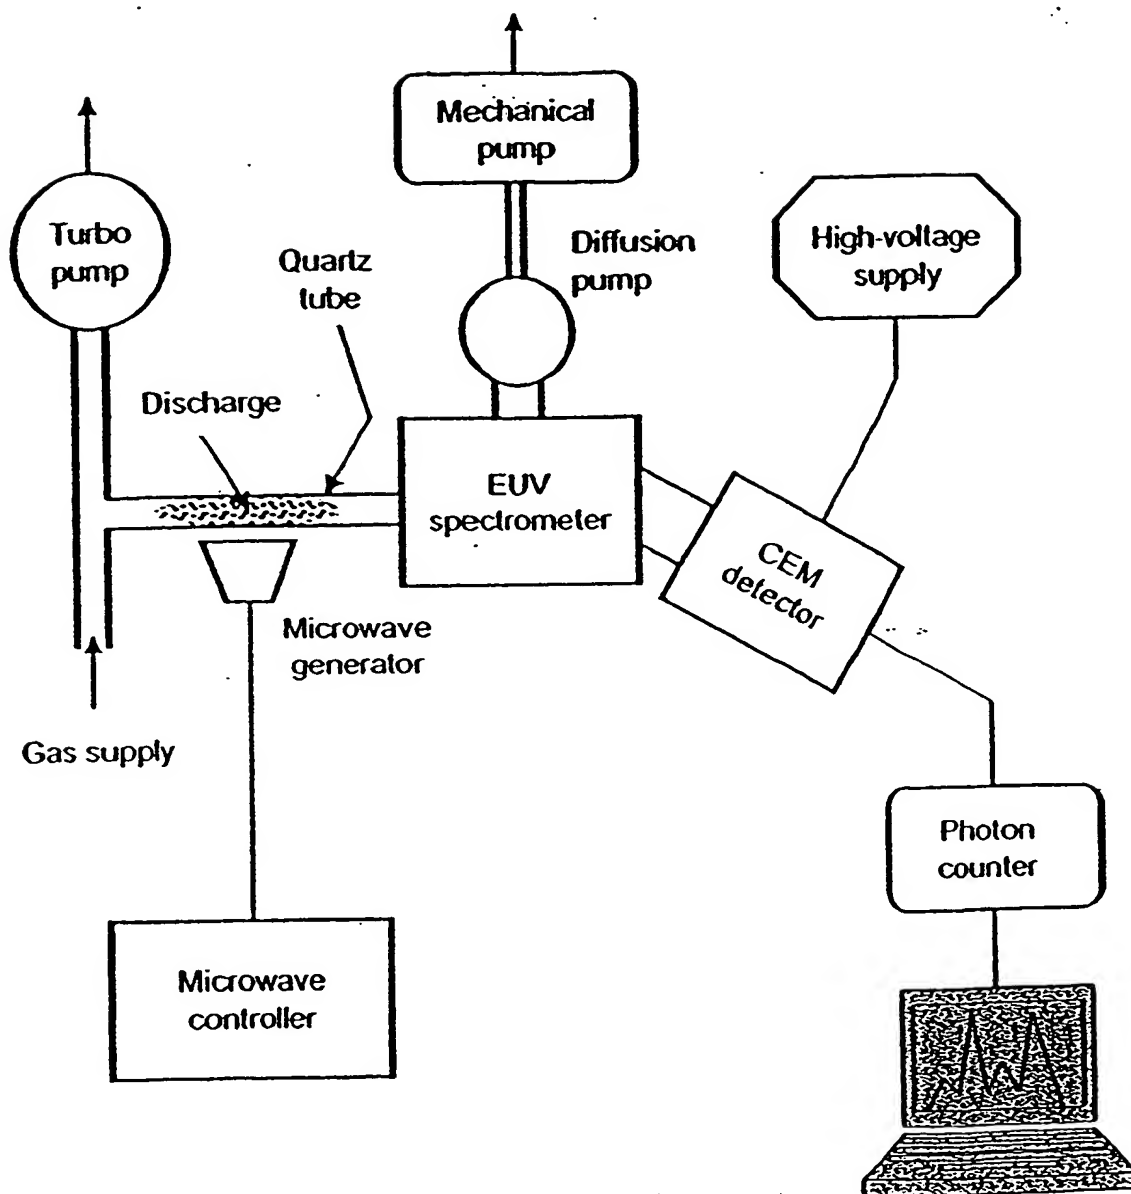 Mechanical
pump
Turbo
pump
Quartz
tube
Diffusion
pump
High-voltage
supply
Discharge
EUV
spectrometer
CEM
detector
Microwave
generator
Gas supply
Photon
counter
Microwave
controller